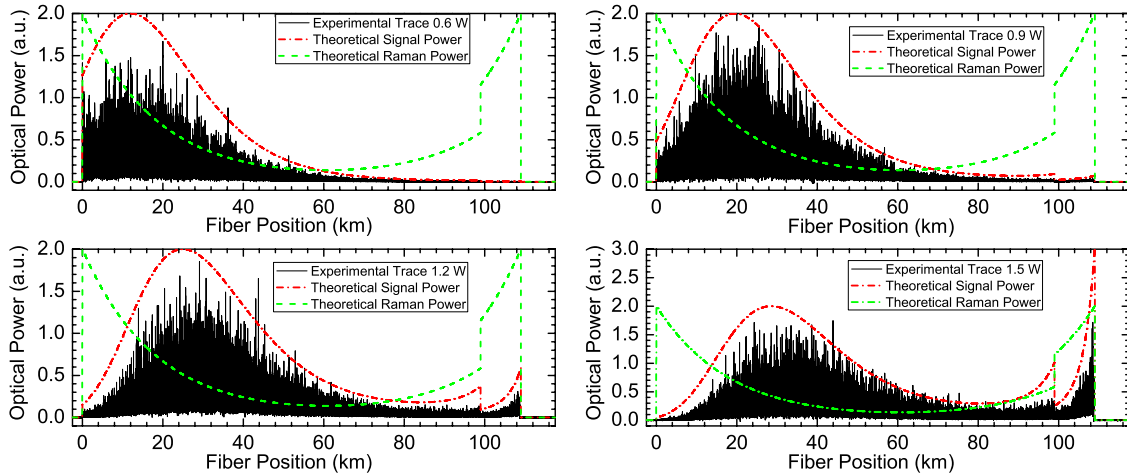 Optical Power (a.u.)
2.0
1.5
1.0
0.5
0.0
Experimental Trace 0.6 W
Theoretical Signal Power
Theoretical Raman Power
0 20 40 60 80 100
Fiber Position (km)
Optical Power (a.u.)
2.0
1.5
1.0
0.5
0.0
Experimental Trace 0.9 W
Theoretical Signal Power
Theoretical Raman Power
0 20 40 60 80 100
Fiber Position (km)
Optical Power (a.u.)
2.0
1.5
1.0
0.5
0.0
Experimental Trace 1.2 W
Theoretical Signal Power
Theoretical Raman Power
0 20 40 60 80 100
Fiber Position (km)
Optical Power (a.u.)
3.0
2.5
2.0
1.5
1.0
0.5
0.0
Experimental Trace 1.5 W
Theoretical Signal Power
Theoretical Raman Power
0 20 40 60 80 100
Fiber Position (km)